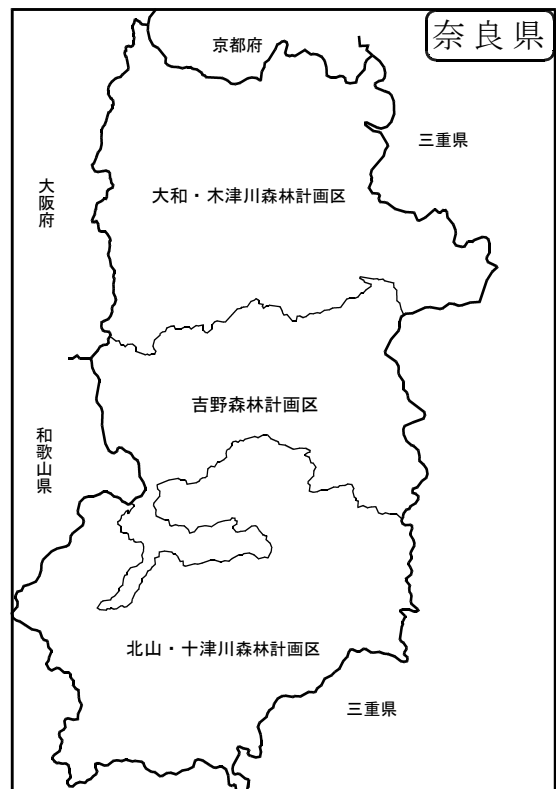 奈良県
京都府
三重県
大阪府
大和・木津川森林計画区
吉野森林計画区
和歌山県
北山・十津川森林計画区
三重県